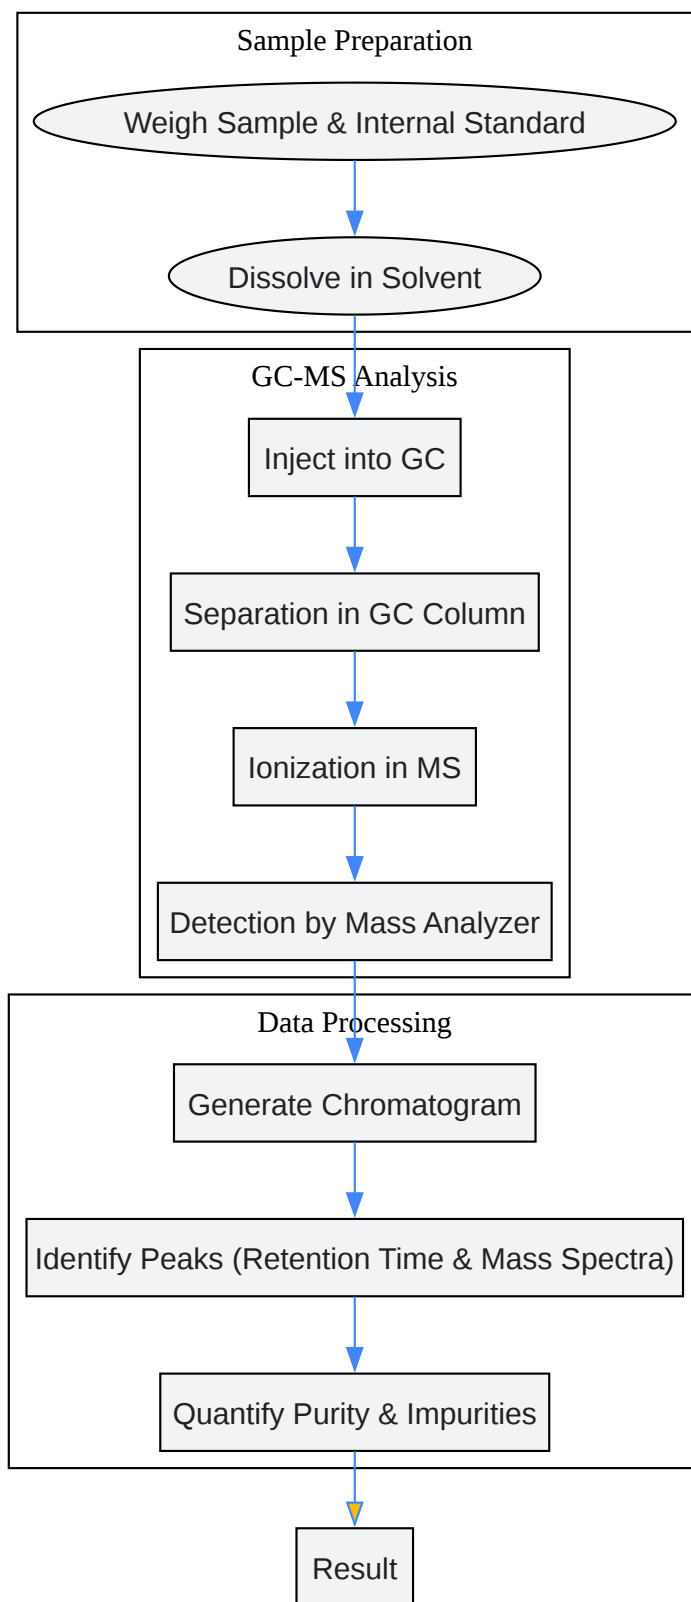 Sample Preparation
Weigh Sample & Internal Standard
Dissolve in Solvent
GC-MS Analysis
Inject into GC
Separation in GC Column
Ionization in MS
Detection by Mass Analyzer
Data Processing
Generate Chromatogram
Identify Peaks (Retention Time & Mass Spectra)
Quantify Purity & Impurities
Result